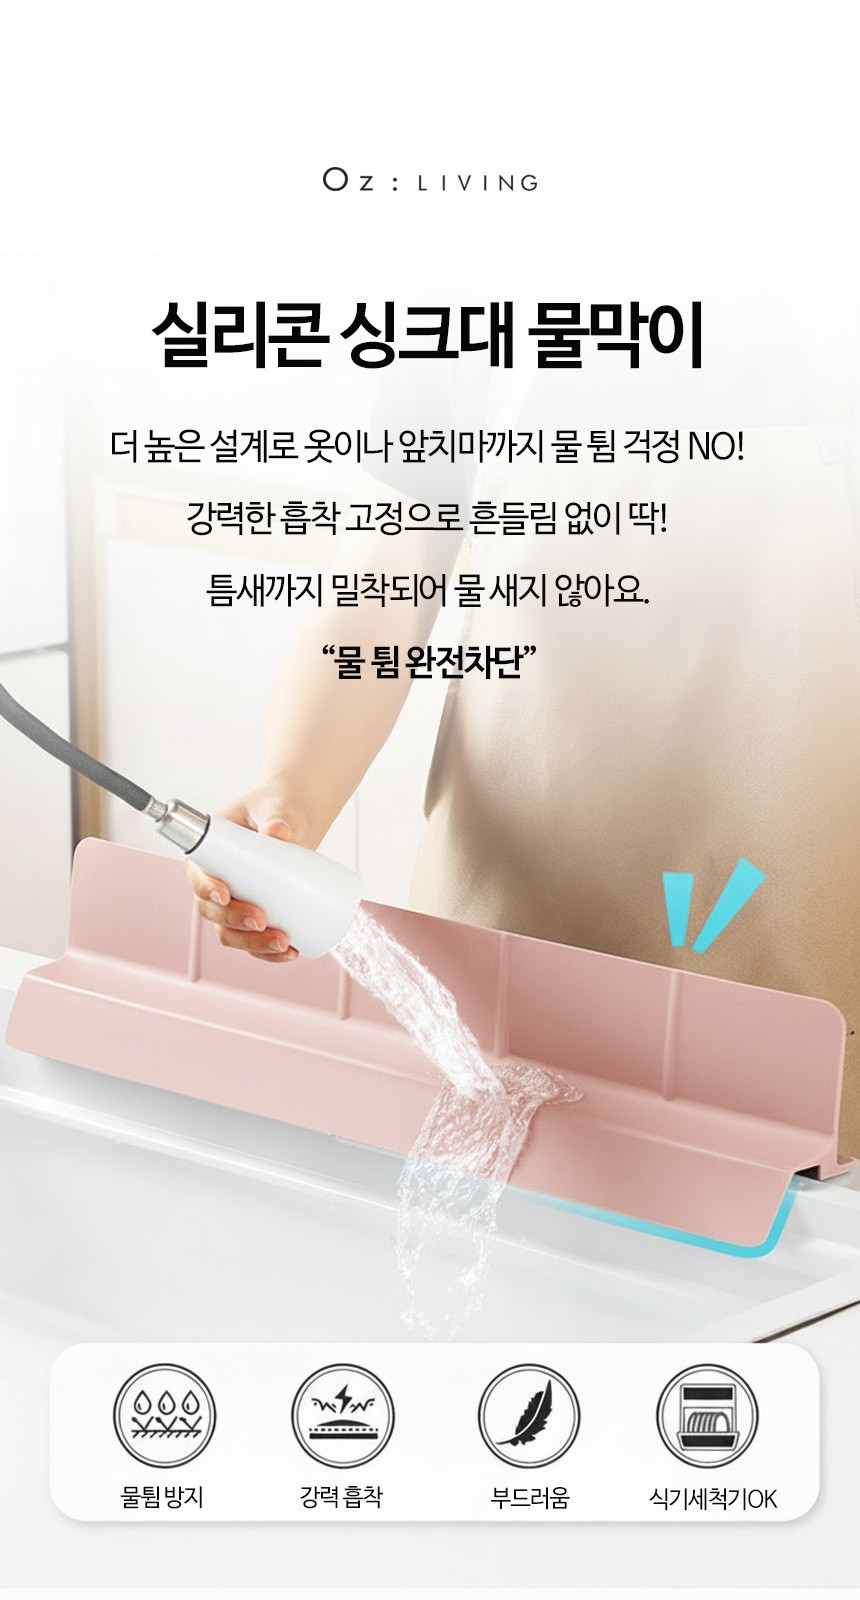 Oz: LIVING
실리콘 싱크대 물막이
더 높은 설계로 옷이나 앞치마까지 물 튐 걱정 NO!
강력한 흡착 고정으로 흔들림 없이 딱!
틈새까지 밀착되어 물 새지 않아요.
“물 튐 완전차단”
물튐방지
강력 흡착
부드러움
식기세척기OK